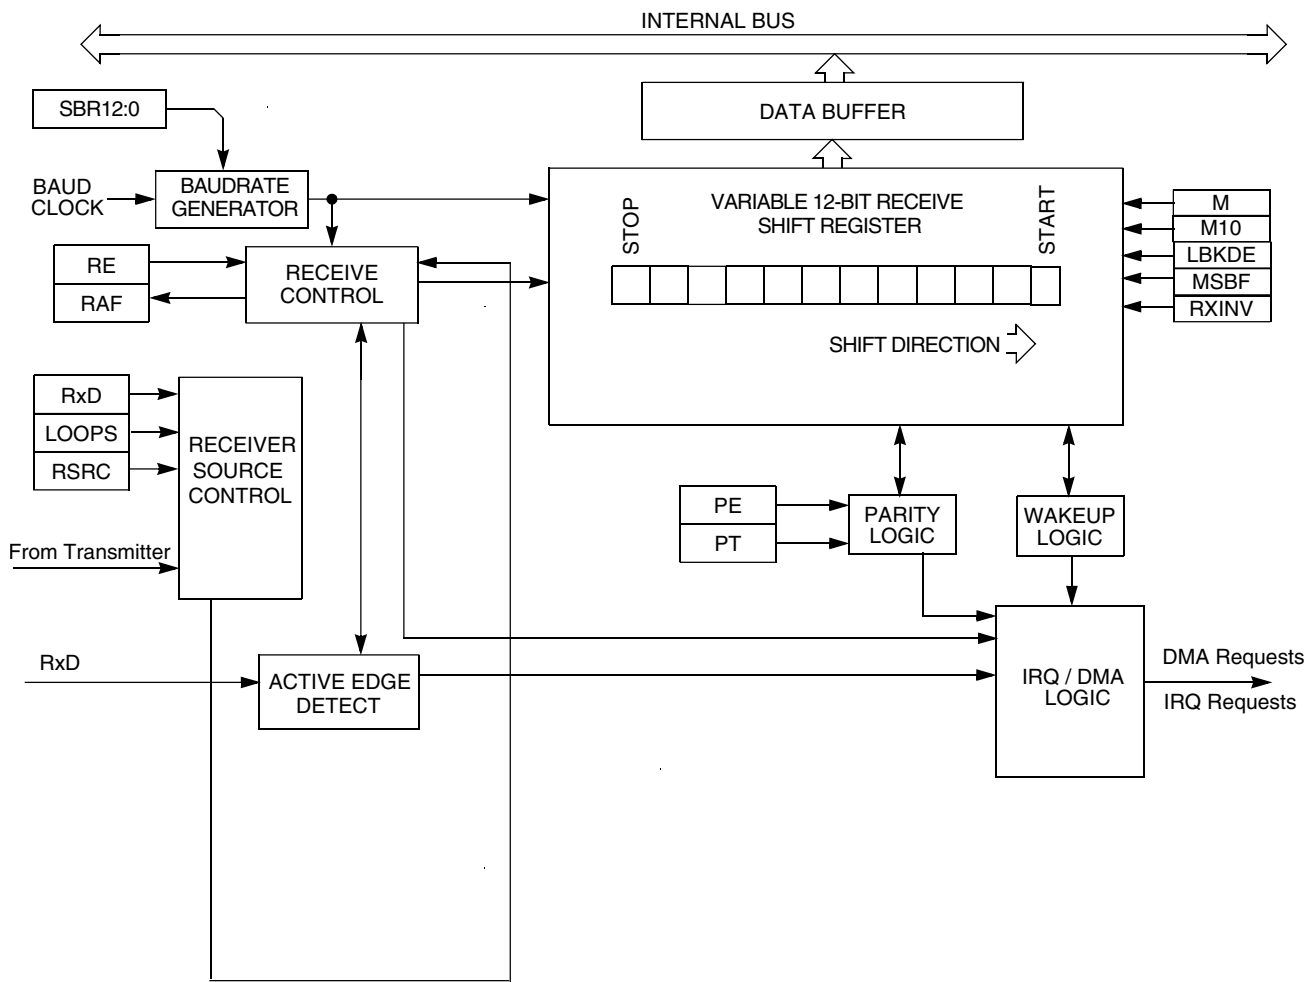 INTERNAL BUS
SBR12:0
DATA BUFFER
BAUD
CLOCK
BAUDRATE
GENERATOR
STOP
VARIABLE 12-BIT RECEIVE
SHIFT REGISTER
START
M
M10
LBKDE
MSBF
RXINV
RE
RAF
RECEIVE
CONTROL
SHIFT DIRECTION
RxD
LOOPS
RSRC
RECEIVER
SOURCE
CONTROL
From Transmitter
PE
PT
PARITY
LOGIC
WAKEUP
LOGIC
RxD
ACTIVE EDGE
DETECT
IRQ / DMA
LOGIC
DMA Requests
IRQ Requests